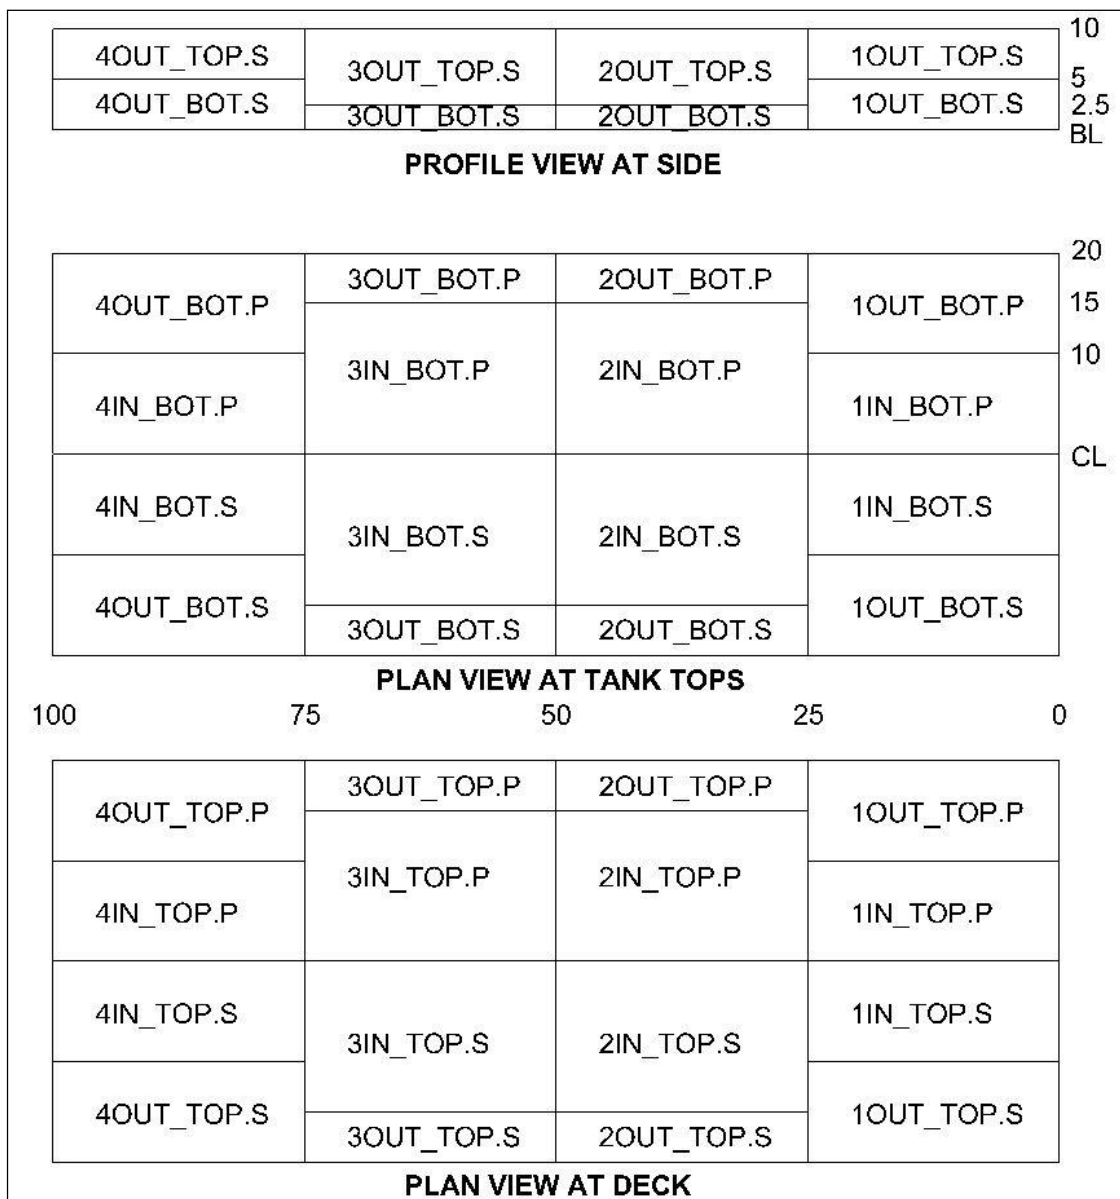 4OUT_TOP.S 3OUT_TOP.S 2OUT_TOP.S 1OUT_TOP.S 10
5
4OUT_BOT.S 3OUT_BOT.S 2OUT_BOT.S 1OUT_BOT.S 2.5
BL
PROFILE VIEW AT SIDE
20
3OUT_BOT.P 2OUT_BOT.P
4OUT_BOT.P 1OUT_BOT.P 15
10
3IN_BOT.P 2IN_BOT.P
4IN_BOT.P 1IN_BOT.P
CL
4IN_BOT.S 1IN_BOT.S
3IN_BOT.S 2IN_BOT.S
4OUT_BOT.S 1OUT_BOT.S
3OUT_BOT.S 2OUT_BOT.S
PLAN VIEW AT TANK TOPS
100 75 50 25 0
3OUT_TOP.P 2OUT_TOP.P
4OUT_TOP.P 1OUT_TOP.P
3IN_TOP.P 2IN_TOP.P
4IN_TOP.P 1IN_TOP.P
4IN_TOP.S 1IN_TOP.S
3IN_TOP.S 2IN_TOP.S
4OUT_TOP.S 1OUT_TOP.S
3OUT_TOP.S 2OUT_TOP.S
PLAN VIEW AT DECK